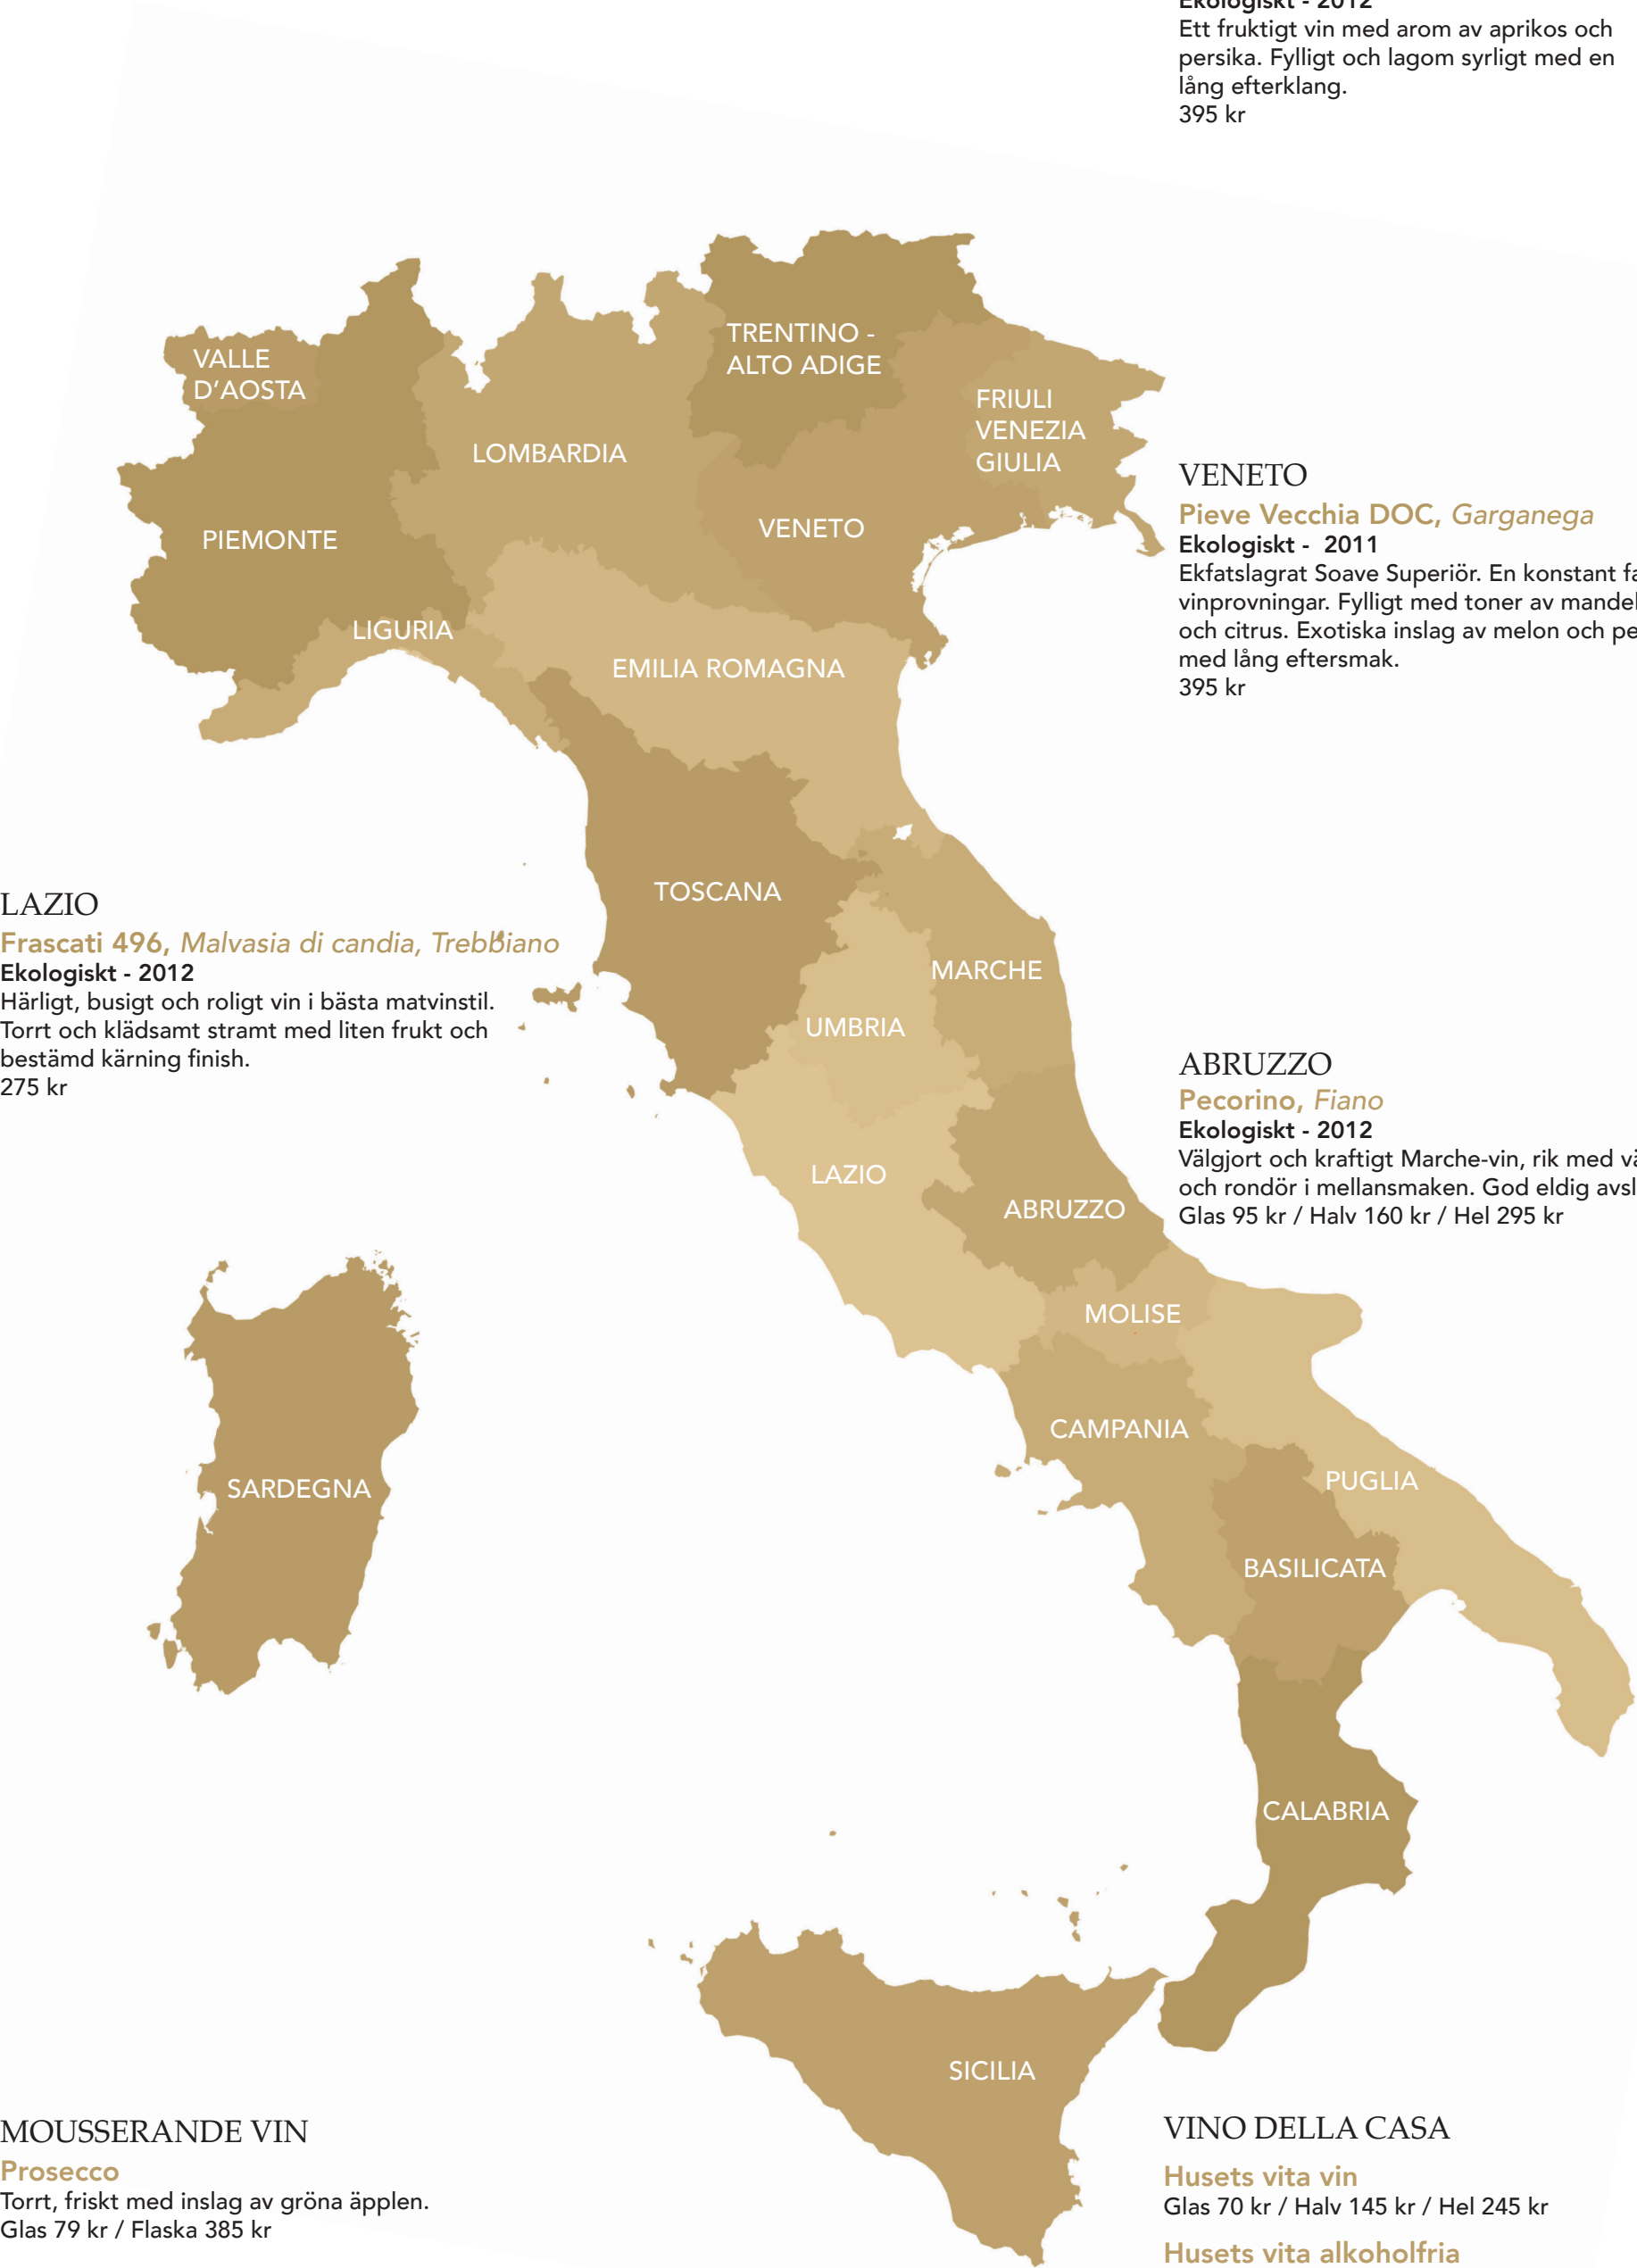 Ekologiskt - 2012
Ett fruktigt vin med arom av aprikos och
persika. Fylligt och lagom syrligt med en
lång efterklang.
395 kr
TRENTINO -
ALTO ADIGE
VALLE
D'AOSTA
FRIULI
VENEZIA
GIULIA
LOMBARDIA
VENETO
PIEMONTE
LIGURIA
EMILIA ROMAGNA
VENETO
Pieve Vecchia DOC, Garganega
Ekologiskt - 2011
Ekfatslagrat Soave Superiör. En konstant fa
vinprovningar. Fylligt med toner av mandel
och citrus. Exotiska inslag av melon och pe
med lång eftersmak.
395 kr
TOSCANA
MARCHE
UMBRIA
LAZIO
Frascati 496, Malvasia di candia, Trebbiano
Ekologiskt - 2012
Härligt, busigt och roligt vin i bästa matvinstil.
Torrt och klädsamt stramt med liten frukt och
bestämd kärning finish.
275 kr
LAZIO
ABRUZZO
ABRUZZO
Pecorino, Fiano
Ekologiskt - 2012
Välgjort och kraftigt Marche-vin, rik med vä
och rondör i mellansmaken. God eldig avsl
Glas 95 kr / Halv 160 kr / Hel 295 kr
MOLISE
CAMPANIA
PUGLIA
SARDEGNA
BASILICATA
CALABRIA
SICILIA
MOUSSERANDE VIN
Prosecco
Torrt, friskt med inslag av gröna äpplen.
Glas 79 kr / Flaska 385 kr
VINO DELLA CASA
Husets vita vin
Glas 70 kr / Halv 145 kr / Hel 245 kr
Husets vita alkoholfria